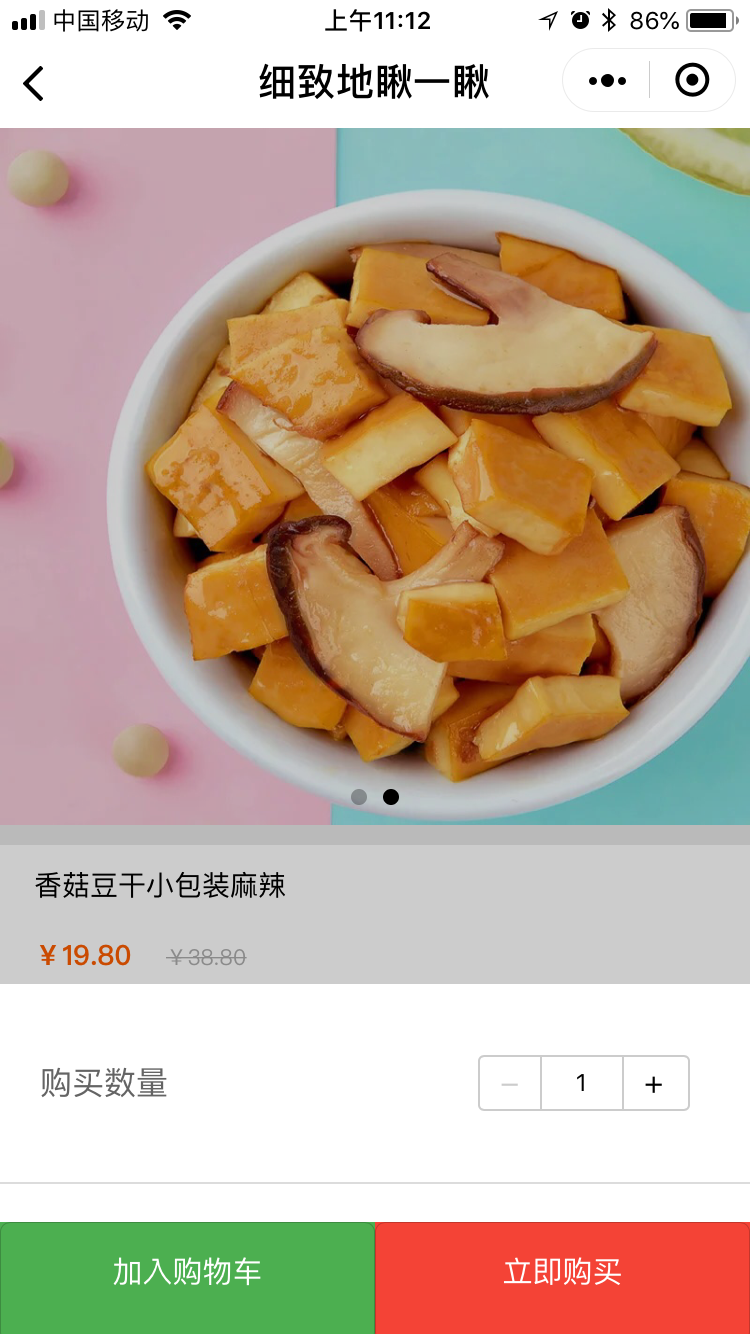 中国移动 上午11:12 86%
细致地瞅一瞅
香菇豆干小包装麻辣
¥19.80 ¥38.80
购买数量 － 1 +
加入购物车 立即购买